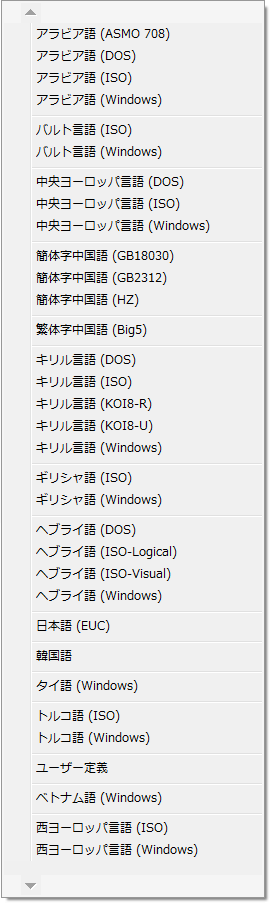 アラビア語 (ASMO 708)
アラビア語 (DOS)
アラビア語 (ISO)
アラビア語 (Windows)
バルト言語 (ISO)
バルト言語 (Windows)
中央ヨーロッパ言語 (DOS)
中央ヨーロッパ言語 (ISO)
中央ヨーロッパ言語 (Windows)
簡体字中国語 (GB18030)
簡体字中国語 (GB2312)
簡体字中国語 (HZ)
繁体字中国語 (Big5)
キリル言語 (DOS)
キリル言語 (ISO)
キリル言語 (KOI8-R)
キリル言語 (KOI8-U)
キリル言語 (Windows)
ギリシャ語 (ISO)
ギリシャ語 (Windows)
ヘブライ語 (DOS)
ヘブライ語 (ISO-Logical)
ヘブライ語 (ISO-Visual)
ヘブライ語 (Windows)
日本語 (EUC)
韓国語
タイ語 (Windows)
トルコ語 (ISO)
トルコ語 (Windows)
ユーザー定義
ベトナム語 (Windows)
西ヨーロッパ言語 (ISO)
西ヨーロッパ言語 (Windows)